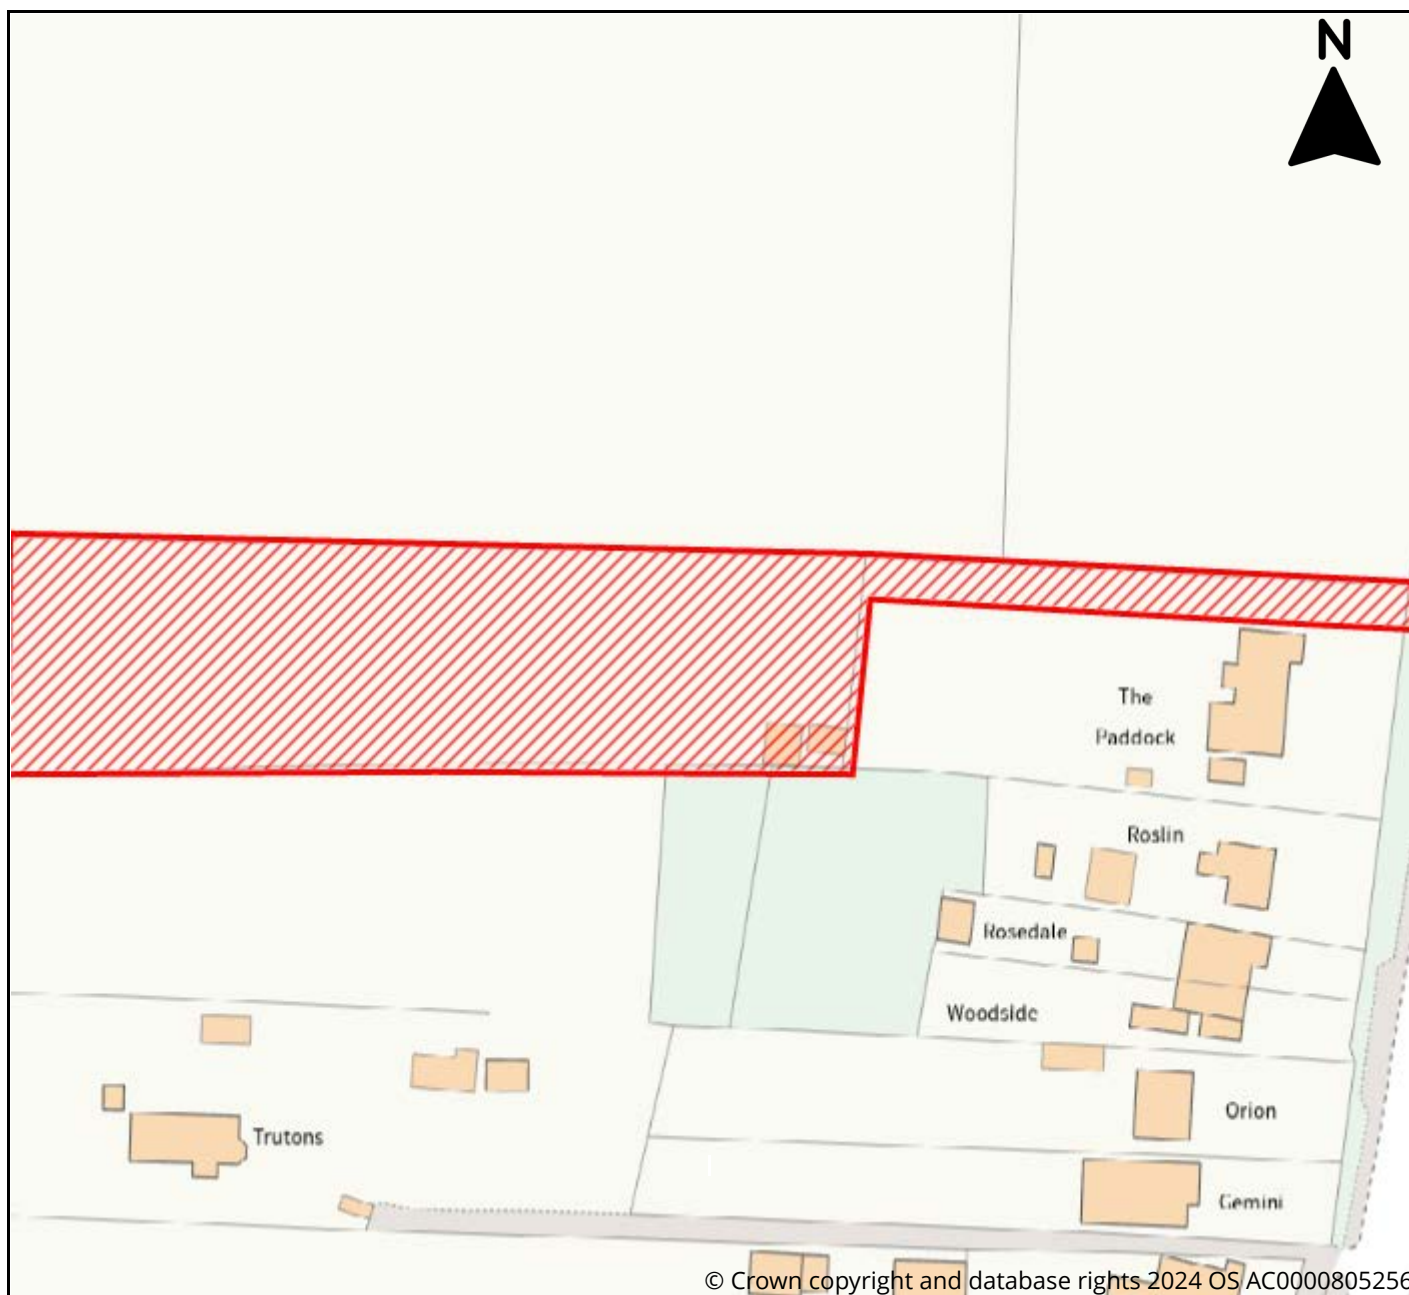 N
The
Paddock
Roslin
Rosedale
Woodside
Orion
Trutons
Gemini
© Crown copyright and database rights 2024 OS AC0000805256